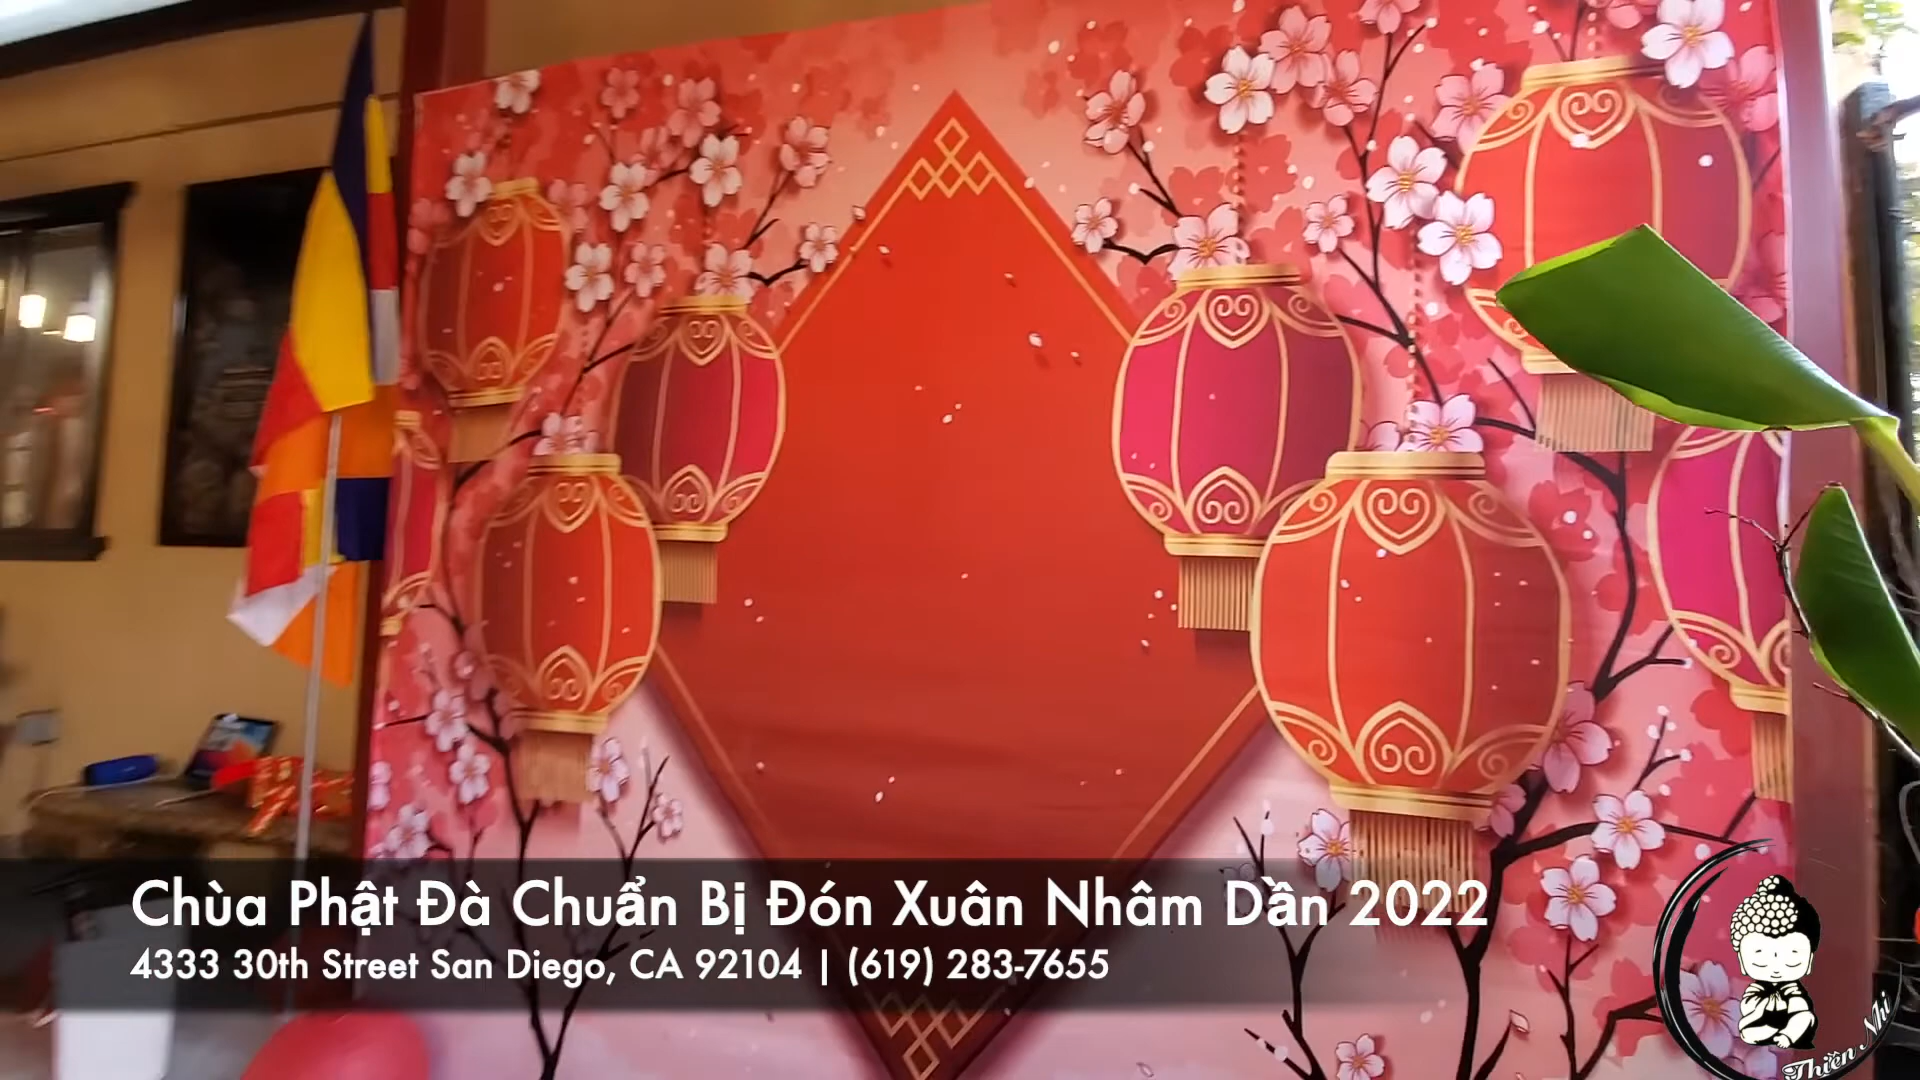 Chùa Phật Đà Chuẩn Bị Đón Xuân Nhâm Dần 2022
4333 30th Street San Diego, CA 92104 | (619) 283-7655
Thiền Nhi